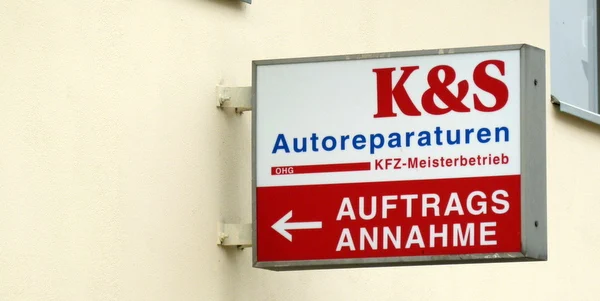 K&S
Autoreparaturen
OHG KFZ-Meisterbetrieb
AUFTRAGS
ANNAHME